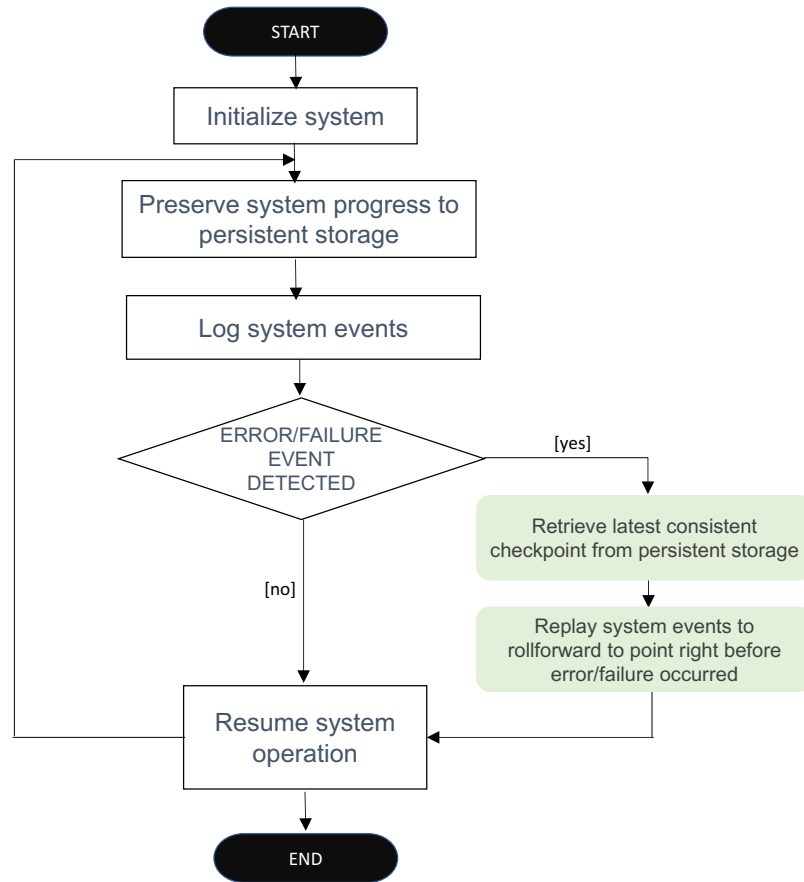 START
Initialize system
Preserve system progress to
persistent storage
Log system events
ERROR/FAILURE
EVENT
DETECTED
[yes]
Retrieve latest consistent
checkpoint from persistent storage
[no]
Replay system events to
rollforward to point right before
error/failure occurred
Resume system
operation
END